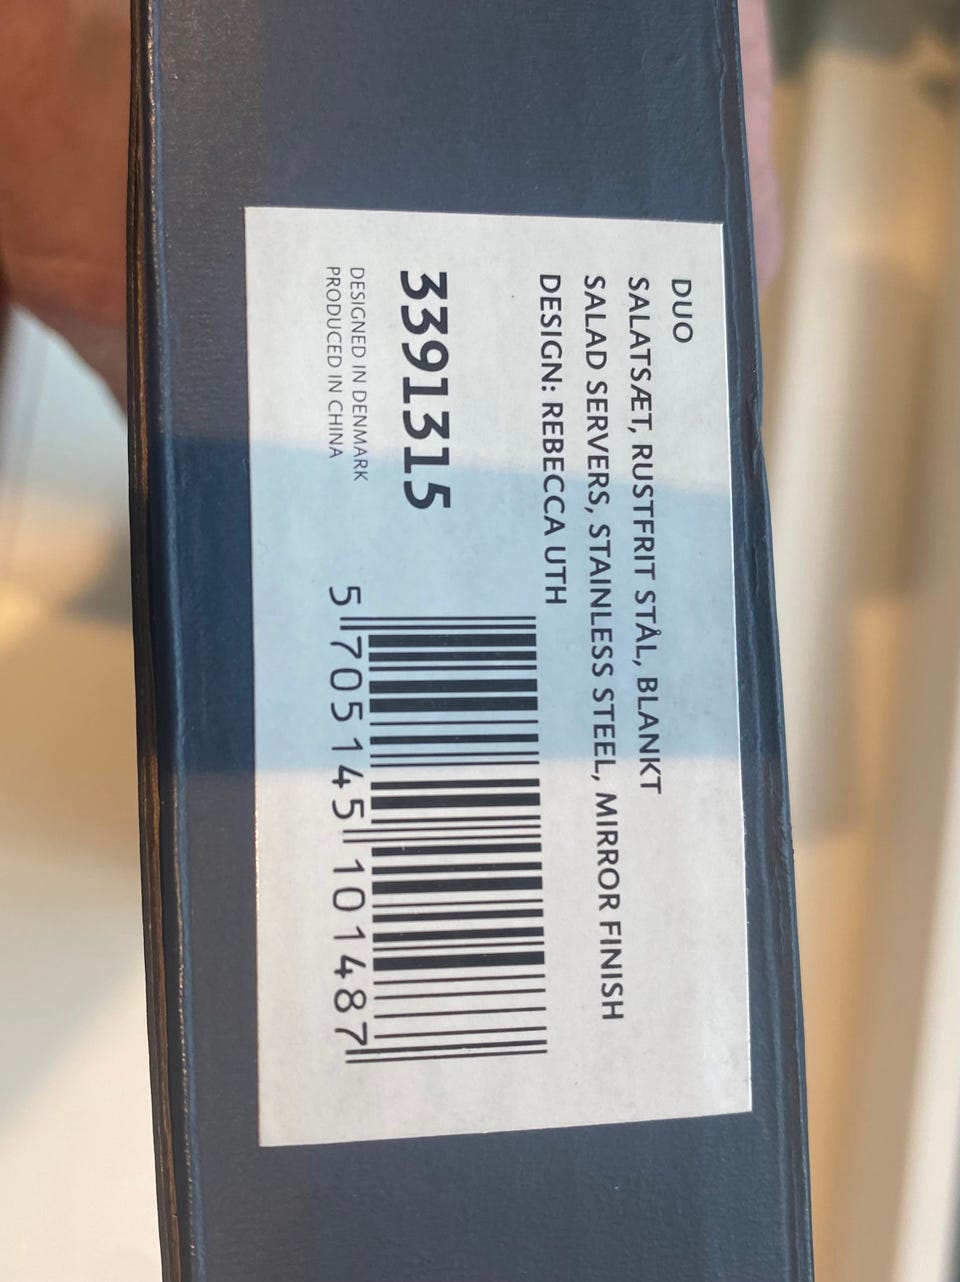 DUO
SALATSÆT, RUSTFRIT STÅL, BLANKT
SALAD SERVERS, STAINLESS STEEL, MIRROR FINISH
DESIGN: REBECCA UTH
3391315
DESIGNED IN DENMARK
PRODUCED IN CHINA
5 705145 101487